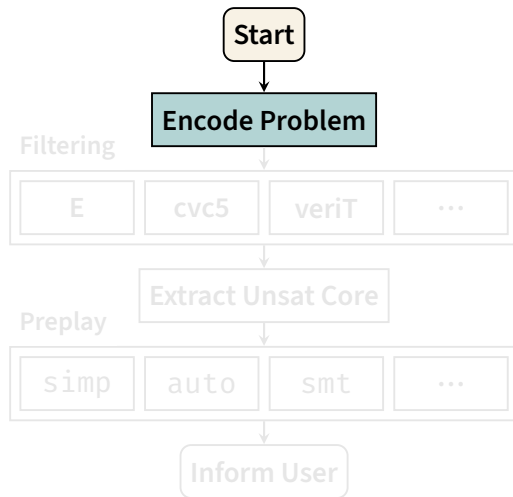 Start
Encode Problem
Filtering
E cvc5 veriT ...
Extract Unsat Core
Preplay
simp auto smt ...
Inform User